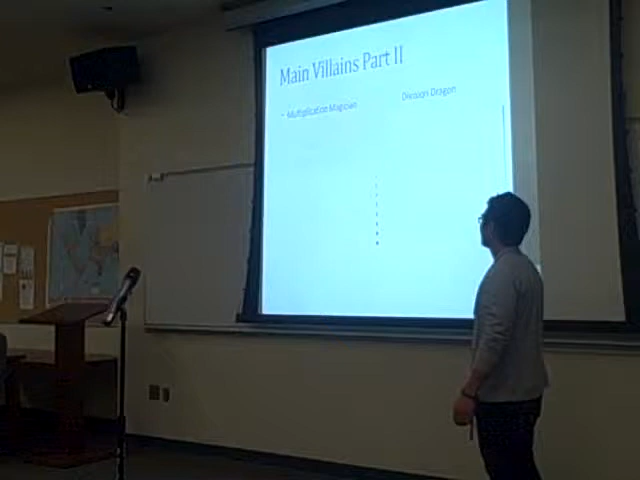 Main Villains Part II
Multiplication Magician
Division Dragon